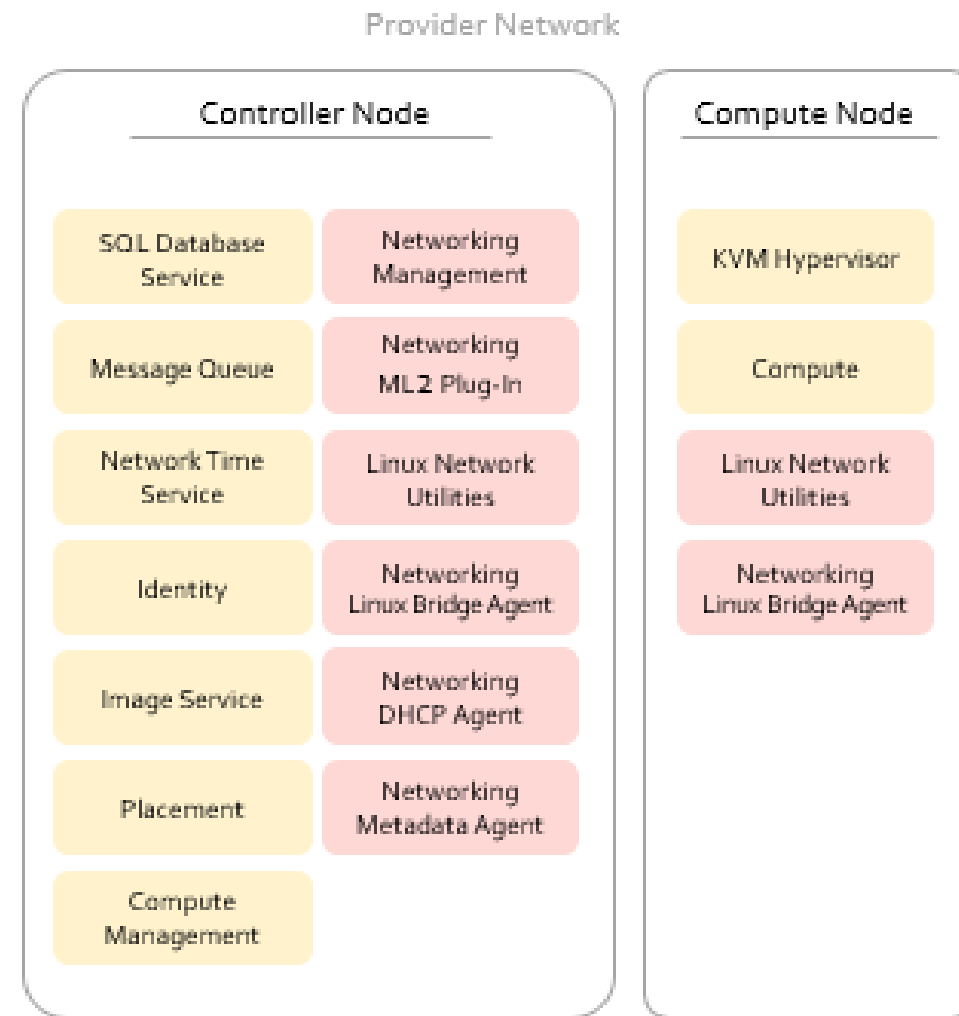 Provider Network
Controller Node
SQL Database
Service
Networking
Management
Message Queue
Networking
ML2 Plug-In
Network Time
Service
Linux Network
Utilities
Identity
Networking
Linux Bridge Agent
Image Service
Networking
DHCP Agent
Placement
Networking
Metadata Agent
Compute
Management
Compute Node
KVM Hypervisor
Compute
Linux Network
Utilities
Networking
Linux Bridge Agent